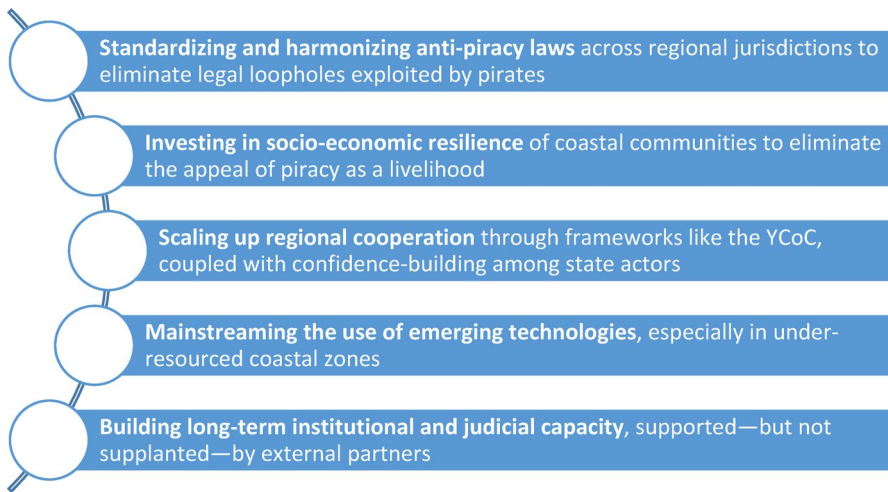 Standardizing and harmonizing anti-piracy laws across regional jurisdictions to
eliminate legal loopholes exploited by pirates
Investing in socio-economic resilience of coastal communities to eliminate
the appeal of piracy as a livelihood
Scaling up regional cooperation through frameworks like the YCoC,
coupled with confidence-building among state actors
Mainstreaming the use of emerging technologies, especially in under-
resourced coastal zones
Building long-term institutional and judicial capacity, supported—but not
supplanted—by external partners